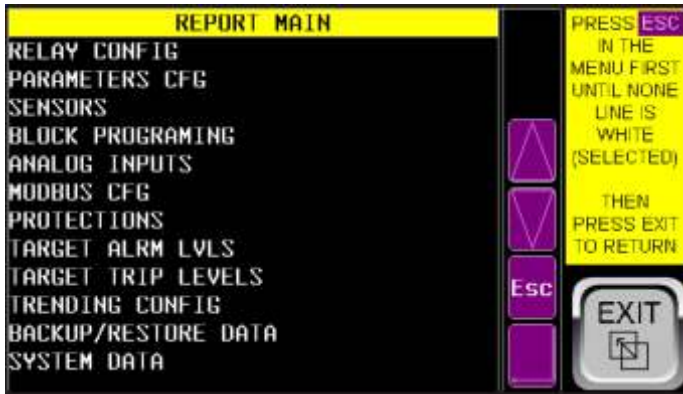 REPORT MAIN
RELAY CONFIG
PARAMETERS CFG
SENSORS
BLOCK PROGRAMING
ANALOG INPUTS
MODBUS CFG
PROTECTIONS
TARGET ALRM LVLS
TARGET TRIP LEVELS
TRENDING CONFIG
BACKUP/RESTORE DATA
SYSTEM DATA
Esc
PRESS ESC
IN THE
MENU FIRST
UNTIL NONE
LINE IS
WHITE
(SELECTED)
THEN
PRESS EXIT
TO RETURN
EXIT